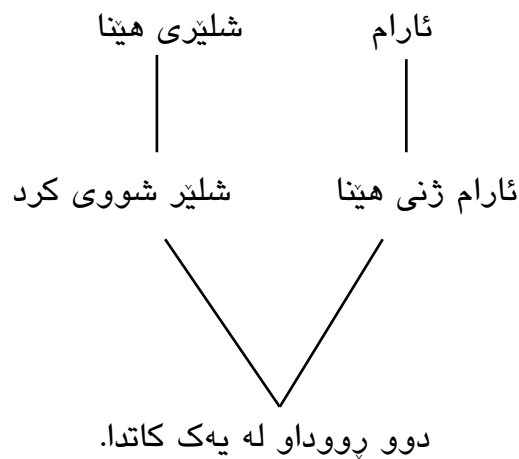 ئارام شلێری هێنا
ئارام ژنی هێنا شلێر شووی کرد
دوو ڕووداو لە یەک کاتدا.